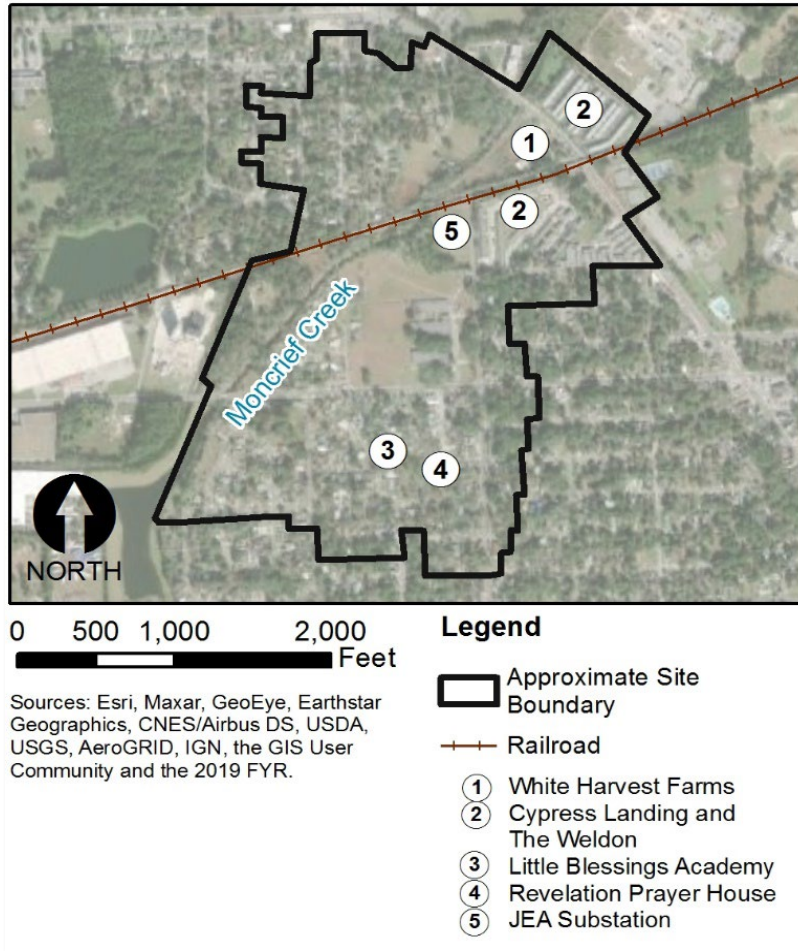 2
1
2
5
Moncrief Creek
3
4
NORTH
0 500 1,000 2,000
Feet
Sources: Esri, Maxar, GeoEye, Earthstar
Geographics, CNES/Airbus DS, USDA,
USGS, AeroGRID, IGN, the GIS User
Community and the 2019 FYR.
Legend
Approximate Site
Boundary
Railroad
1 White Harvest Farms
2 Cypress Landing and
The Weldon
3 Little Blessings Academy
4 Revelation Prayer House
5 JEA Substation